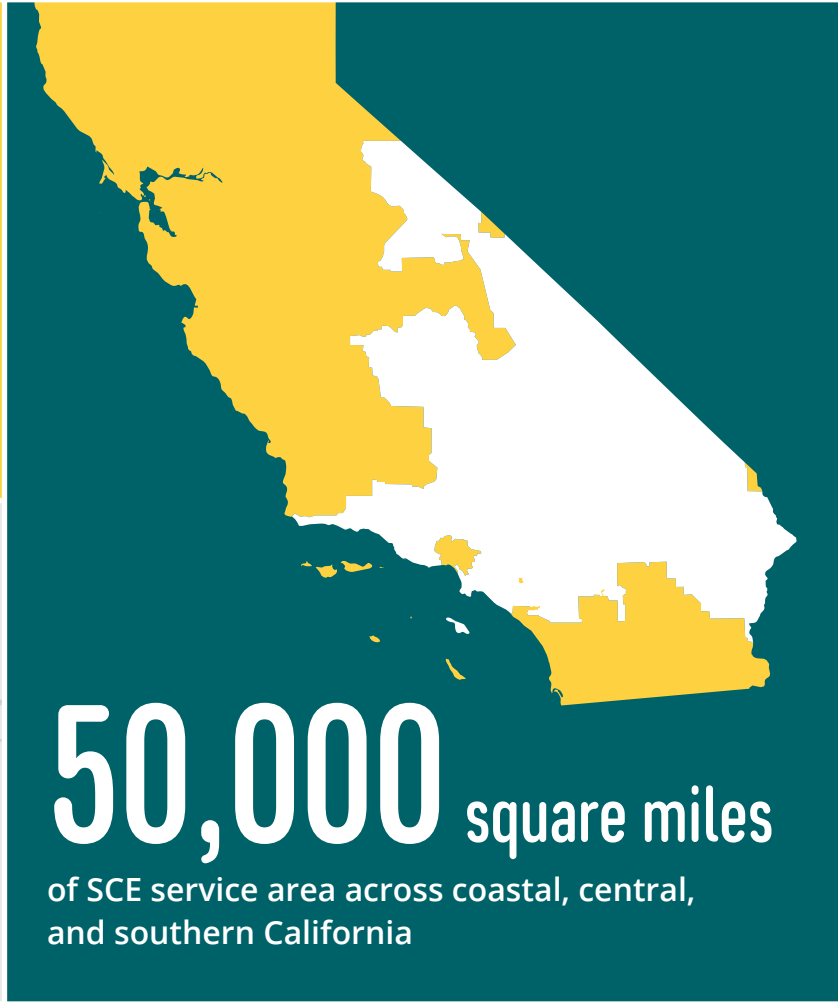 50,000 square miles
of SCE service area across coastal, central,
and southern California